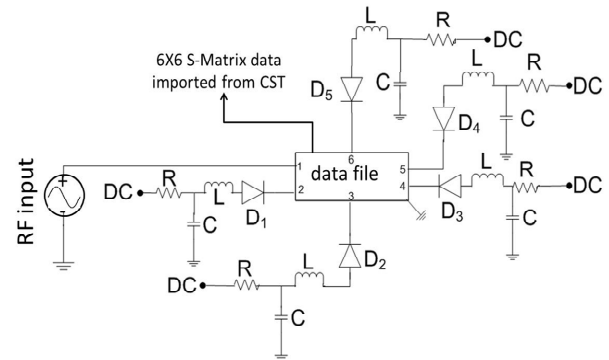 L
R
DC
6X6 S-Matrix data
imported from CST
D5
C
L
R
DC
D4
C
RF input
1
6
data file
5
L
R
DC
R
L
DC
2
3
4
D3
C
D1
C
D2
L
R
DC
C